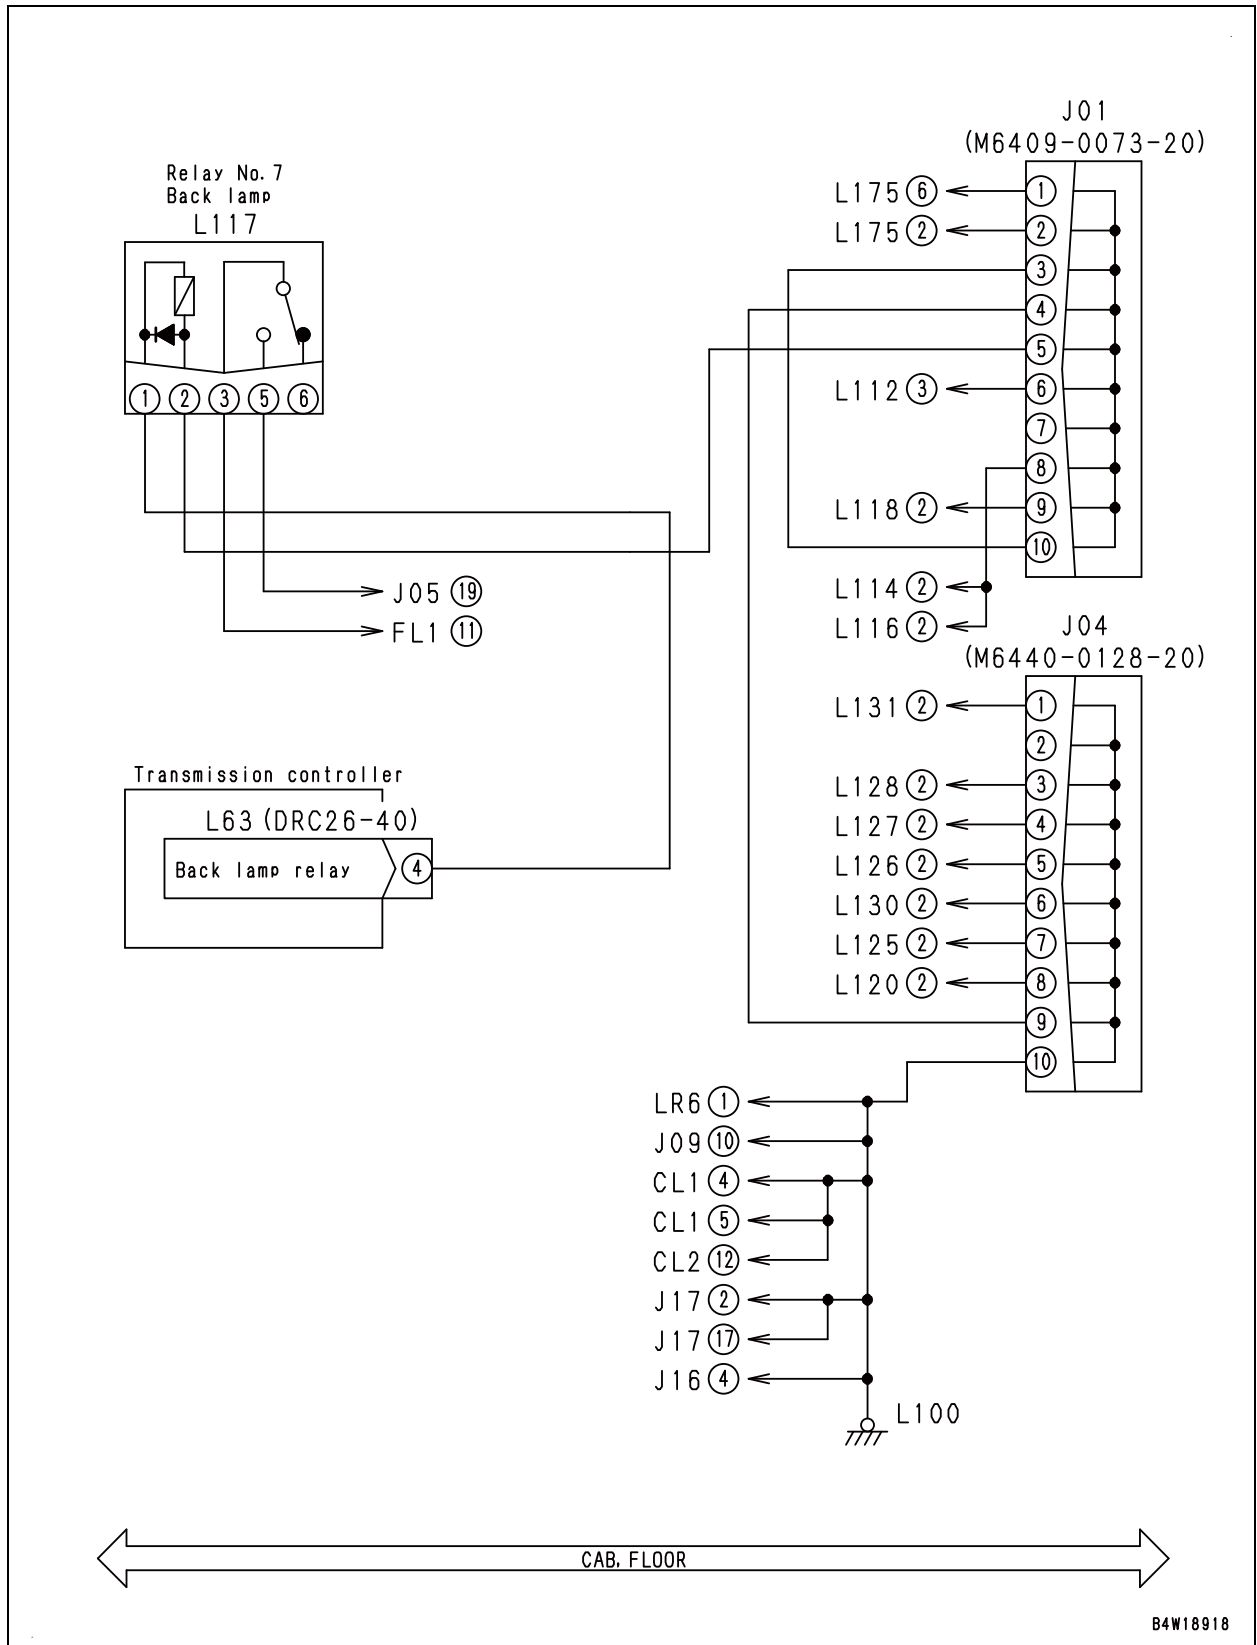 J01
(M6409-0073-20)
Relay No.7
Back lamp
L117
L175 6 1
L175 2 2
3
4
5
1 2 3 5 6
L112 3 6
7
8
L118 2 9
10
J05 19
L114 2
FL1 11
L116 2
J04
(M6440-0128-20)
L131 2 1
2
Transmission controller
L128 2 3
L63 (DRC26-40)
L127 2 4
Back lamp relay 4
L126 2 5
L130 2 6
L125 2 7
L120 2 8
9
10
LR6 1
J09 10
CL1 4
CL1 5
CL2 12
J17 2
J17 17
J16 4
L100
CAB. FLOOR
B4W18918